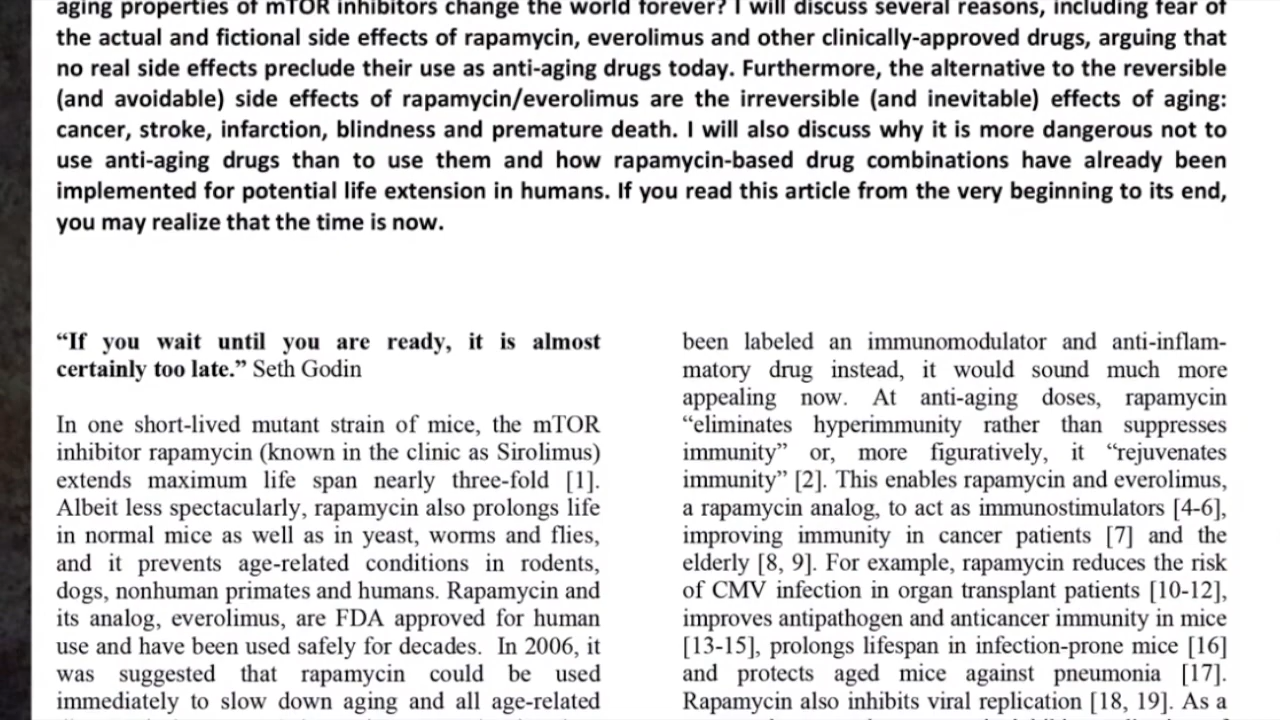 aging properties of mTOR inhibitors change the world forever? I will discuss several reasons, including fear of
the actual and fictional side effects of rapamycin, everolimus and other clinically-approved drugs, arguing that
no real side effects preclude their use as anti-aging drugs today. Furthermore, the alternative to the reversible
(and avoidable) side effects of rapamycin/everolimus are the irreversible (and inevitable) effects of aging:
cancer, stroke, infarction, blindness and premature death. I will also discuss why it is more dangerous not to
use anti-aging drugs than to use them and how rapamycin-based drug combinations have already been
implemented for potential life extension in humans. If you read this article from the very beginning to its end,
you may realize that the time is now.
“If you wait until you are ready, it is almost
certainly too late.” Seth Godin
In one short-lived mutant strain of mice, the mTOR
inhibitor rapamycin (known in the clinic as Sirolimus)
extends maximum life span nearly three-fold [1].
Albeit less spectacularly, rapamycin also prolongs life
in normal mice as well as in yeast, worms and flies,
and it prevents age-related conditions in rodents,
dogs, nonhuman primates and humans. Rapamycin and
its analog, everolimus, are FDA approved for human
use and have been used safely for decades. In 2006, it
was suggested that rapamycin could be used
immediately to slow down aging and all age-related
been labeled an immunomodulator and anti-inflam-
matory drug instead, it would sound much more
appealing now. At anti-aging doses, rapamycin
“eliminates hyperimmunity rather than suppresses
immunity” or, more figuratively, it “rejuvenates
immunity” [2]. This enables rapamycin and everolimus,
a rapamycin analog, to act as immunostimulators [4-6],
improving immunity in cancer patients [7] and the
elderly [8, 9]. For example, rapamycin reduces the risk
of CMV infection in organ transplant patients [10-12],
improves antipathogen and anticancer immunity in mice
[13-15], prolongs lifespan in infection-prone mice [16]
and protects aged mice against pneumonia [17].
Rapamycin also inhibits viral replication [18, 19]. As a